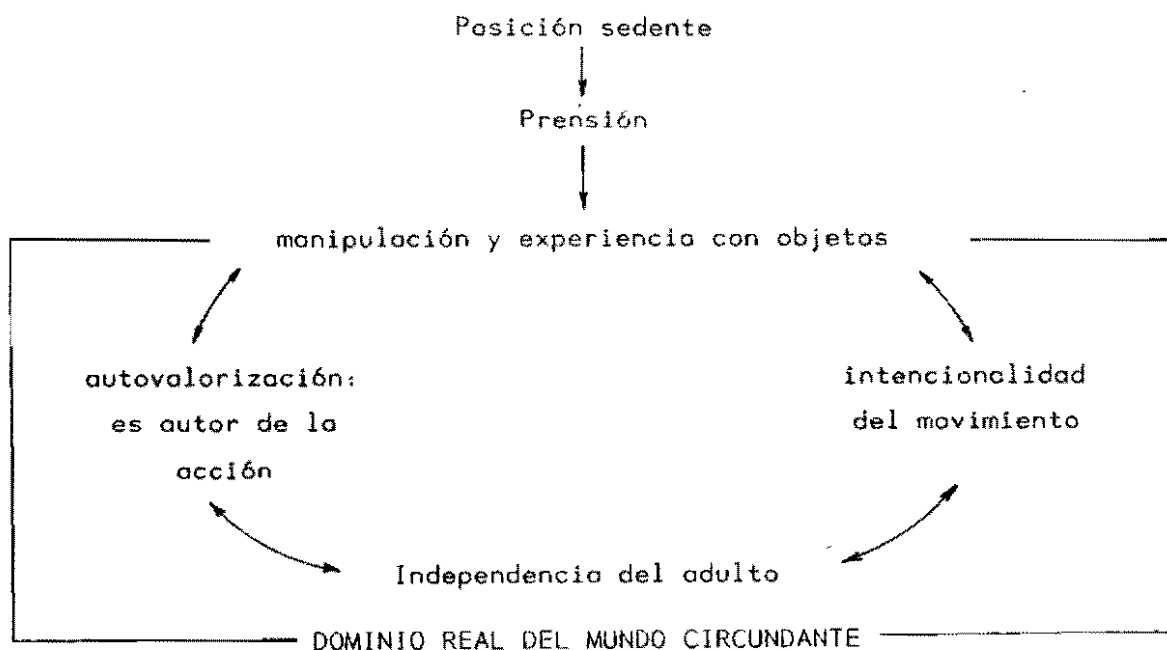 Posición sedente
Prensión
manipulación y experiencia con objetos
autovalorización:
es autor de la
acción
intencionalidad
del movimiento
Independencia del adulto
DOMINIO REAL DEL MUNDO CIRCUNDANTE